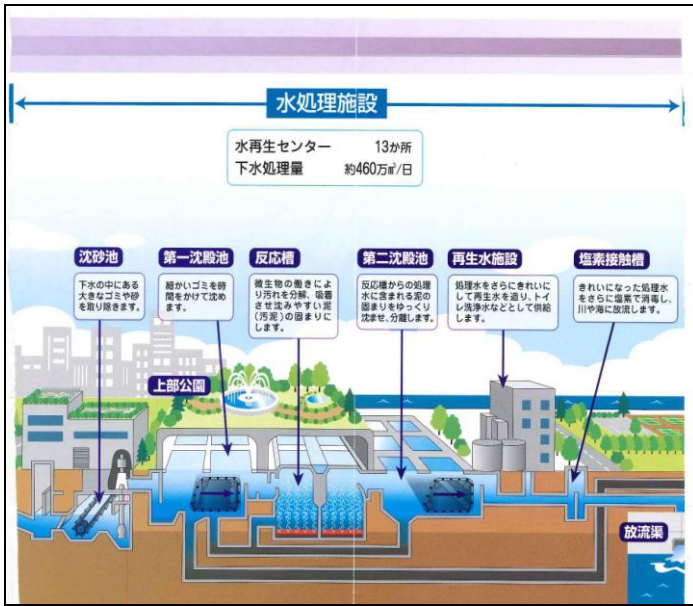 水処理施設
水再生センター 13か所
下水処理量 約460万㎥/日
沈砂池
下水の中にある
大きなゴミや砂
を取り除きます。
第一沈殿池
細かいゴミを時
間をかけて沈め
ます。
反応槽
微生物の働きによ
り汚れを分解、吸着
させ沈みやすい泥
(汚泥)の固まりに
します。
第二沈殿池
反応槽からの処理
水に含まれる泥の
固まりをゆっくり
沈ませ、分離します。
再生水施設
処理水をさらにきれいに
して再生水を造り、トイレ
洗浄水などとして供給
します。
塩素接触槽
きれいになった処理水
をさらに塩素で消毒し、
川や海に放流します。
上部公園
放流渠